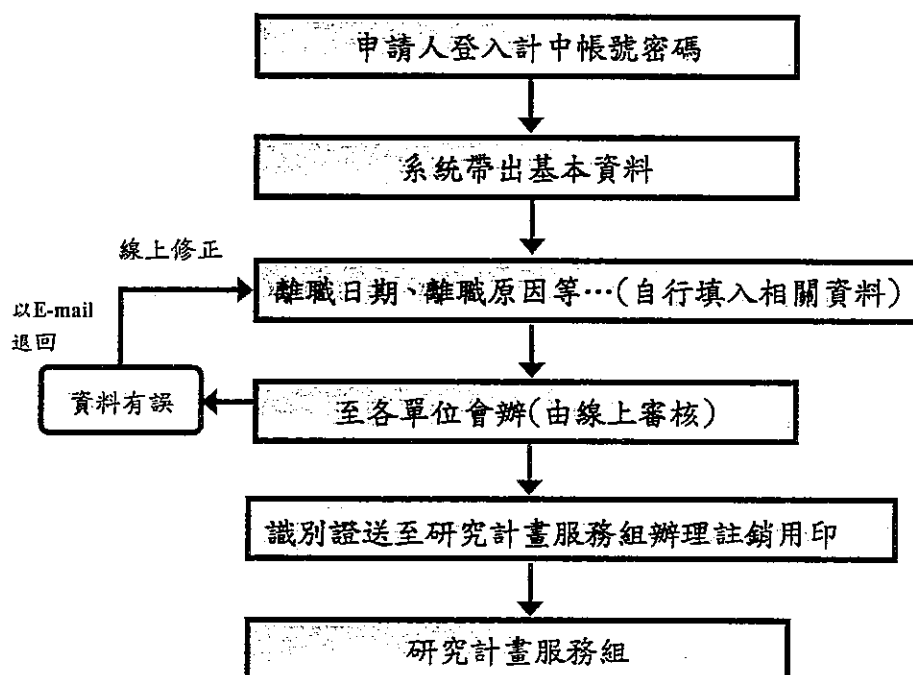 申請人登入計中帳號密碼
系統帶出基本資料
線上修正
離職日期、離職原因等…(自行填入相關資料)
以E-mail
退回
資料有誤
至各單位會辦(由線上審核)
識別證送至研究計畫服務組辦理註銷用印
研究計畫服務組